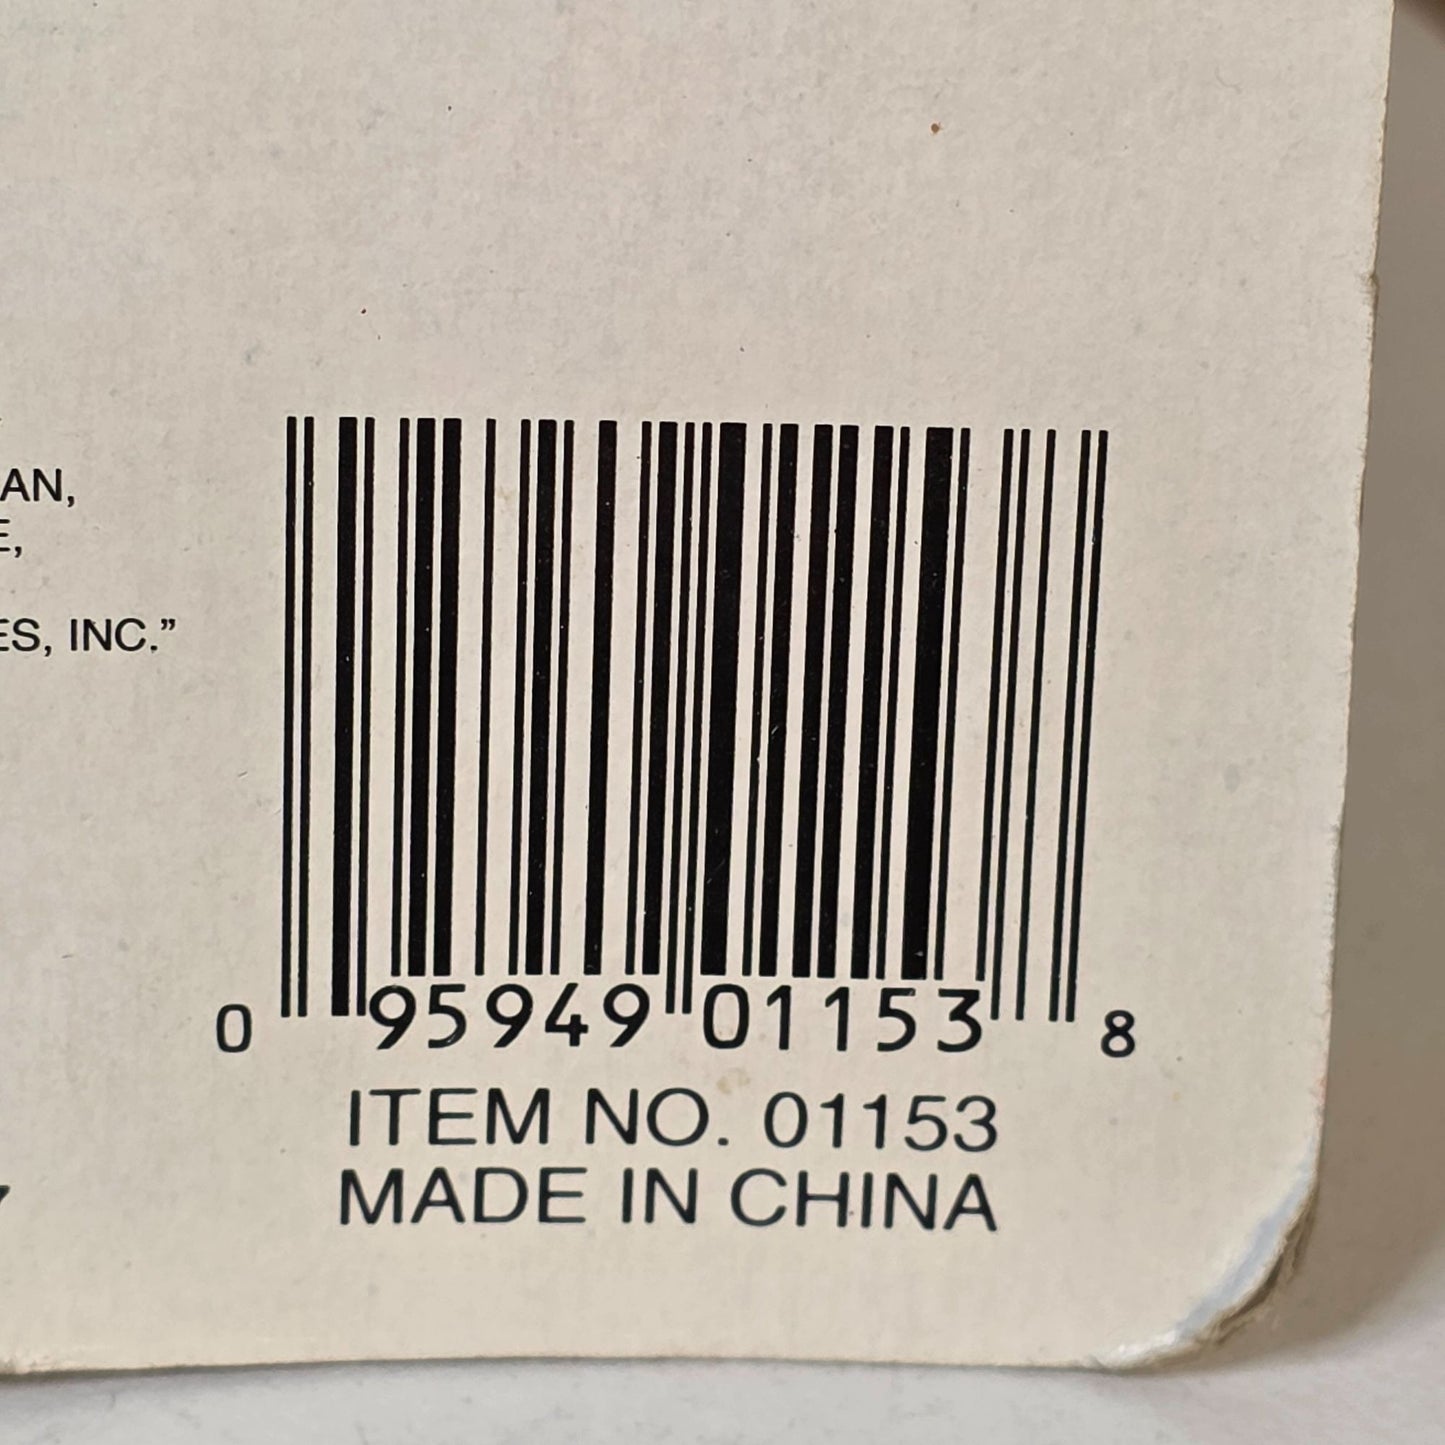 AN,
E,
ES, INC.”
0 95949 01153 8
ITEM NO. 01153
MADE IN CHINA